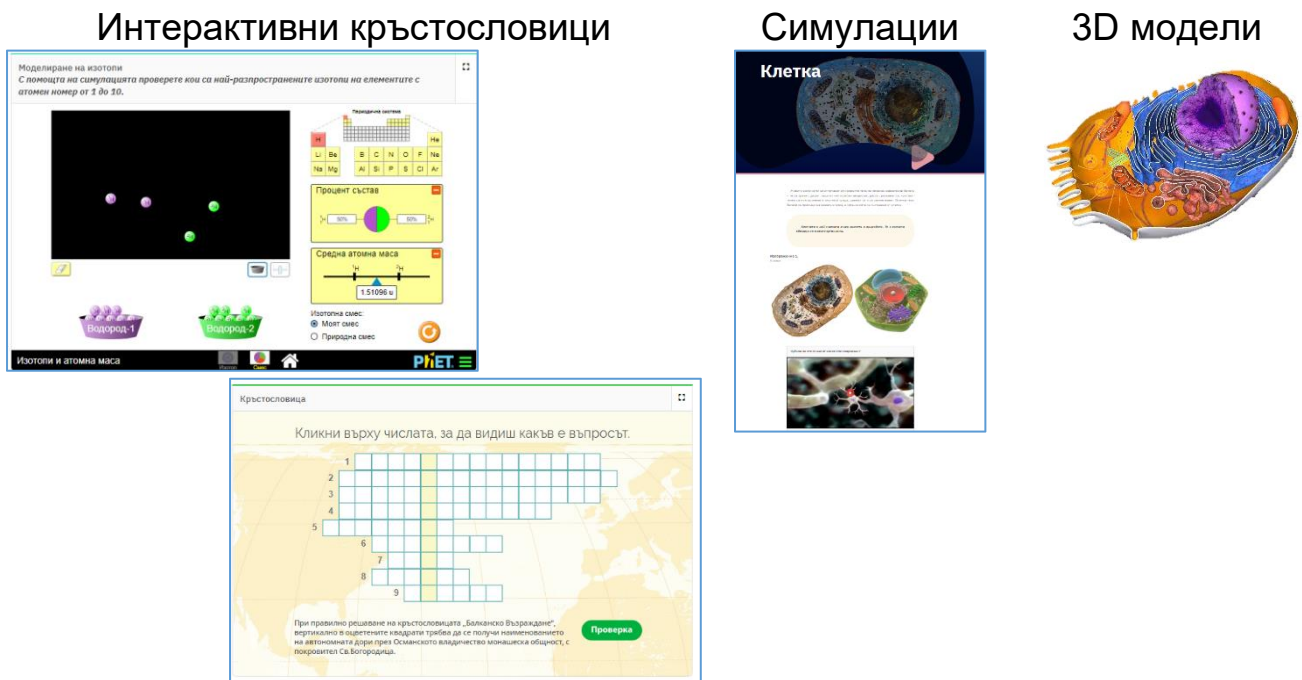 Интерактивни кръстословици
Симулации
3D модели
Моделиране на изотопи
С помощта на симулацията проверете кои са най-разпространените изотопи на елементите с
атомен номер от 1 до 10.
Периодична система
H He
Li Be B C N O F Ne
Na Mg Al Si P S Cl Ar
Процент състав
50% 50%
Средна атомна маса
¹H ²H
1.51096 u
Изотопна смес:
Моят смес
Природна смес
Водород-1
Водород-2
Изотопи и атомна маса
Смес
PhET
Клетка
Кръстословица
Кликни върху числата, за да видиш какъв е въпросът.
1
2
3
4
5
6
7
8
9
При правилно решаване на кръстословицата „Балканско Възраждане",
вертикално в оцветените квадрати трябва да се получи наименованието
на автономната дори през Османското владичество монашеска общност, с
покровител Св.Богородица.
Проверка